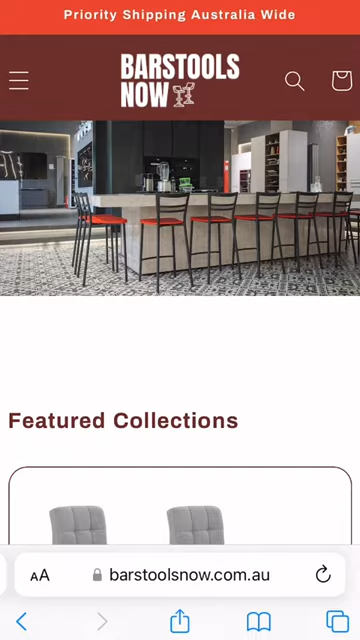 Priority Shipping Australia Wide
BARSTOOLS
NOW
Featured Collections
AA
barstoolsnow.com.au